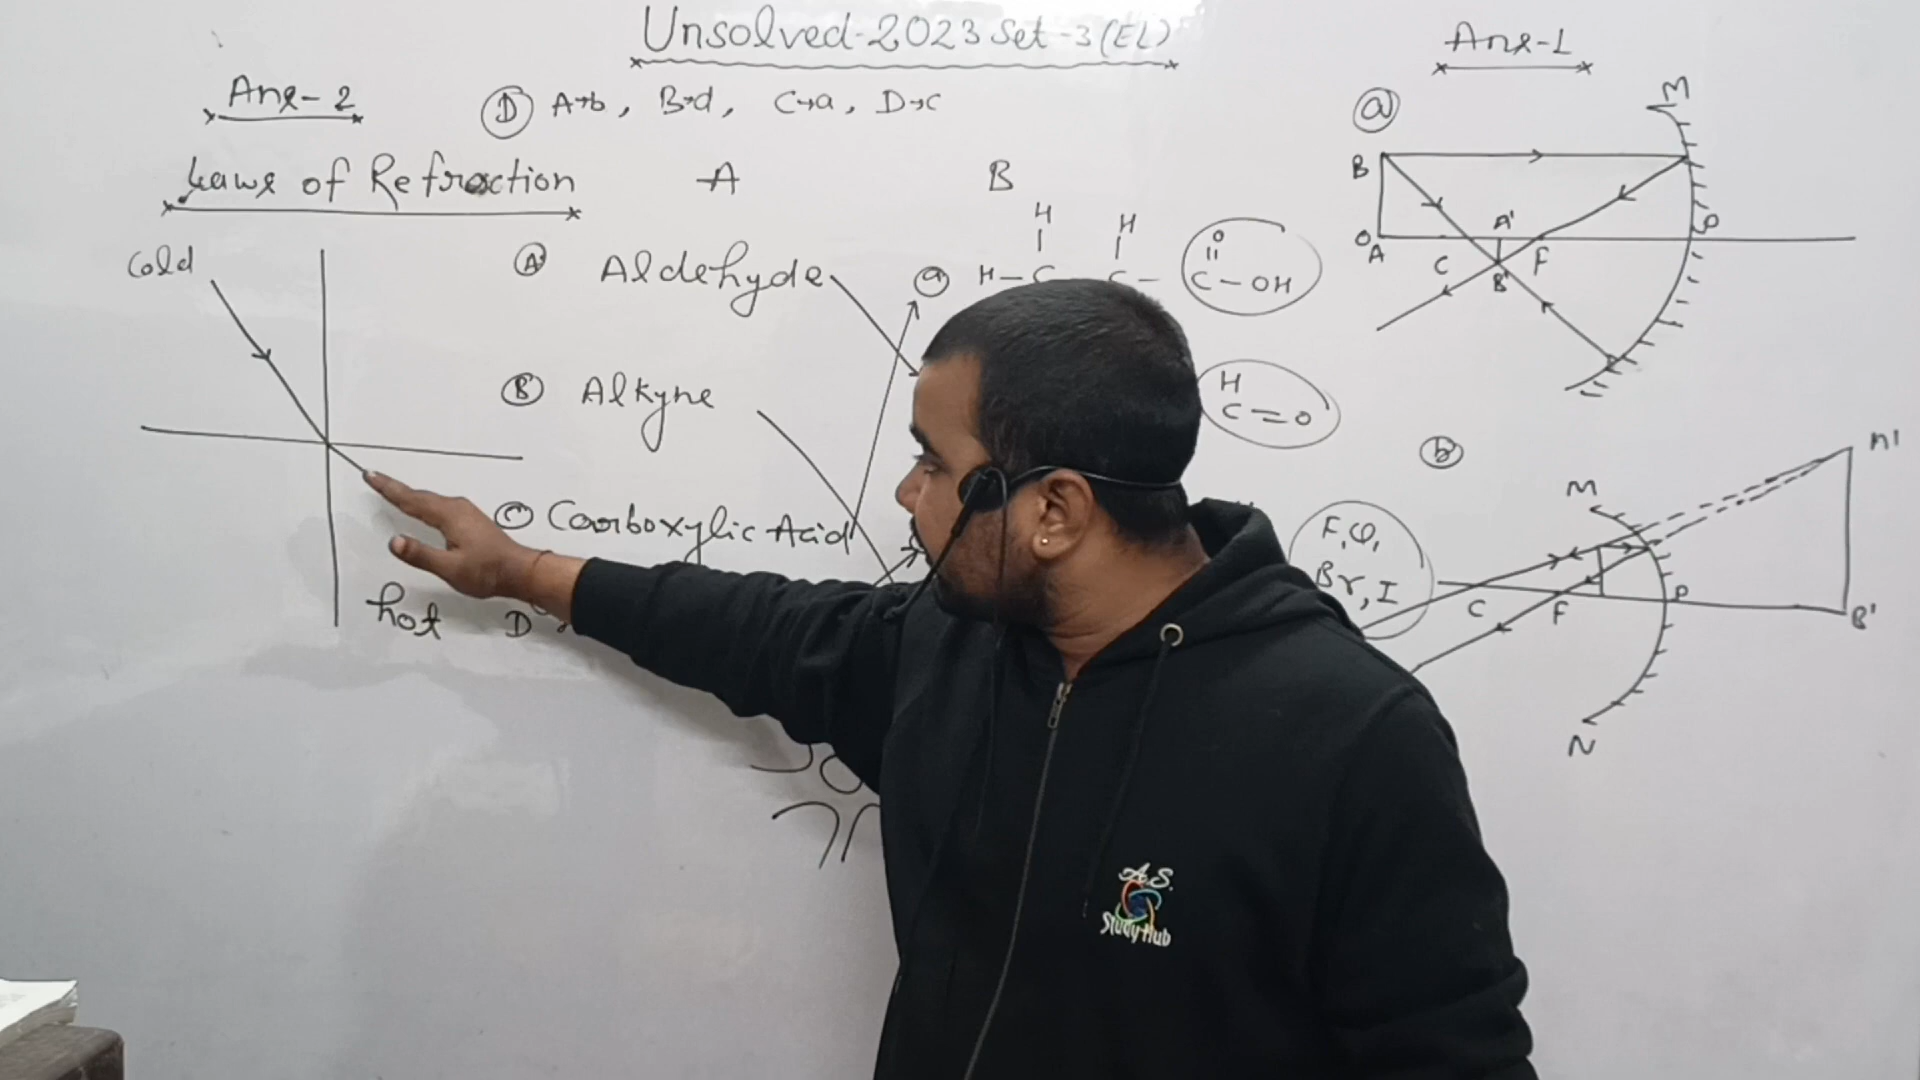 Unsolved-2023 Set-3 (EL)
Ans-2
(D) A→b, B→d, C→a, D→c
Laws of Refraction
Cold
hot
A
B
(A) Aldehyde
(B) Alkyne
(C) Carboxylic Acid
D
(a) H-C-C-
H
H
O
C-OH
H
C=O
F, Cl,
Br, I
Ans-1
(a)
M
B
O
A
C
A'
B'
F
P
(b)
M
A'
C
F
P
B'
N
A.S.
Study Hub